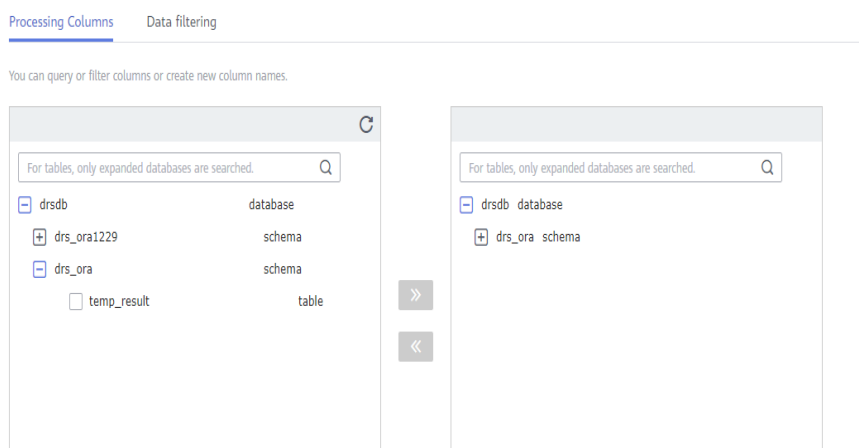 Processing Columns Data filtering
You can query or filter columns or create new column names.
For tables, only expanded databases are searched.
drsdb database
drs_ora1229 schema
drs_ora schema
temp_result table
For tables, only expanded databases are searched.
drsdb database
drs_ora schema